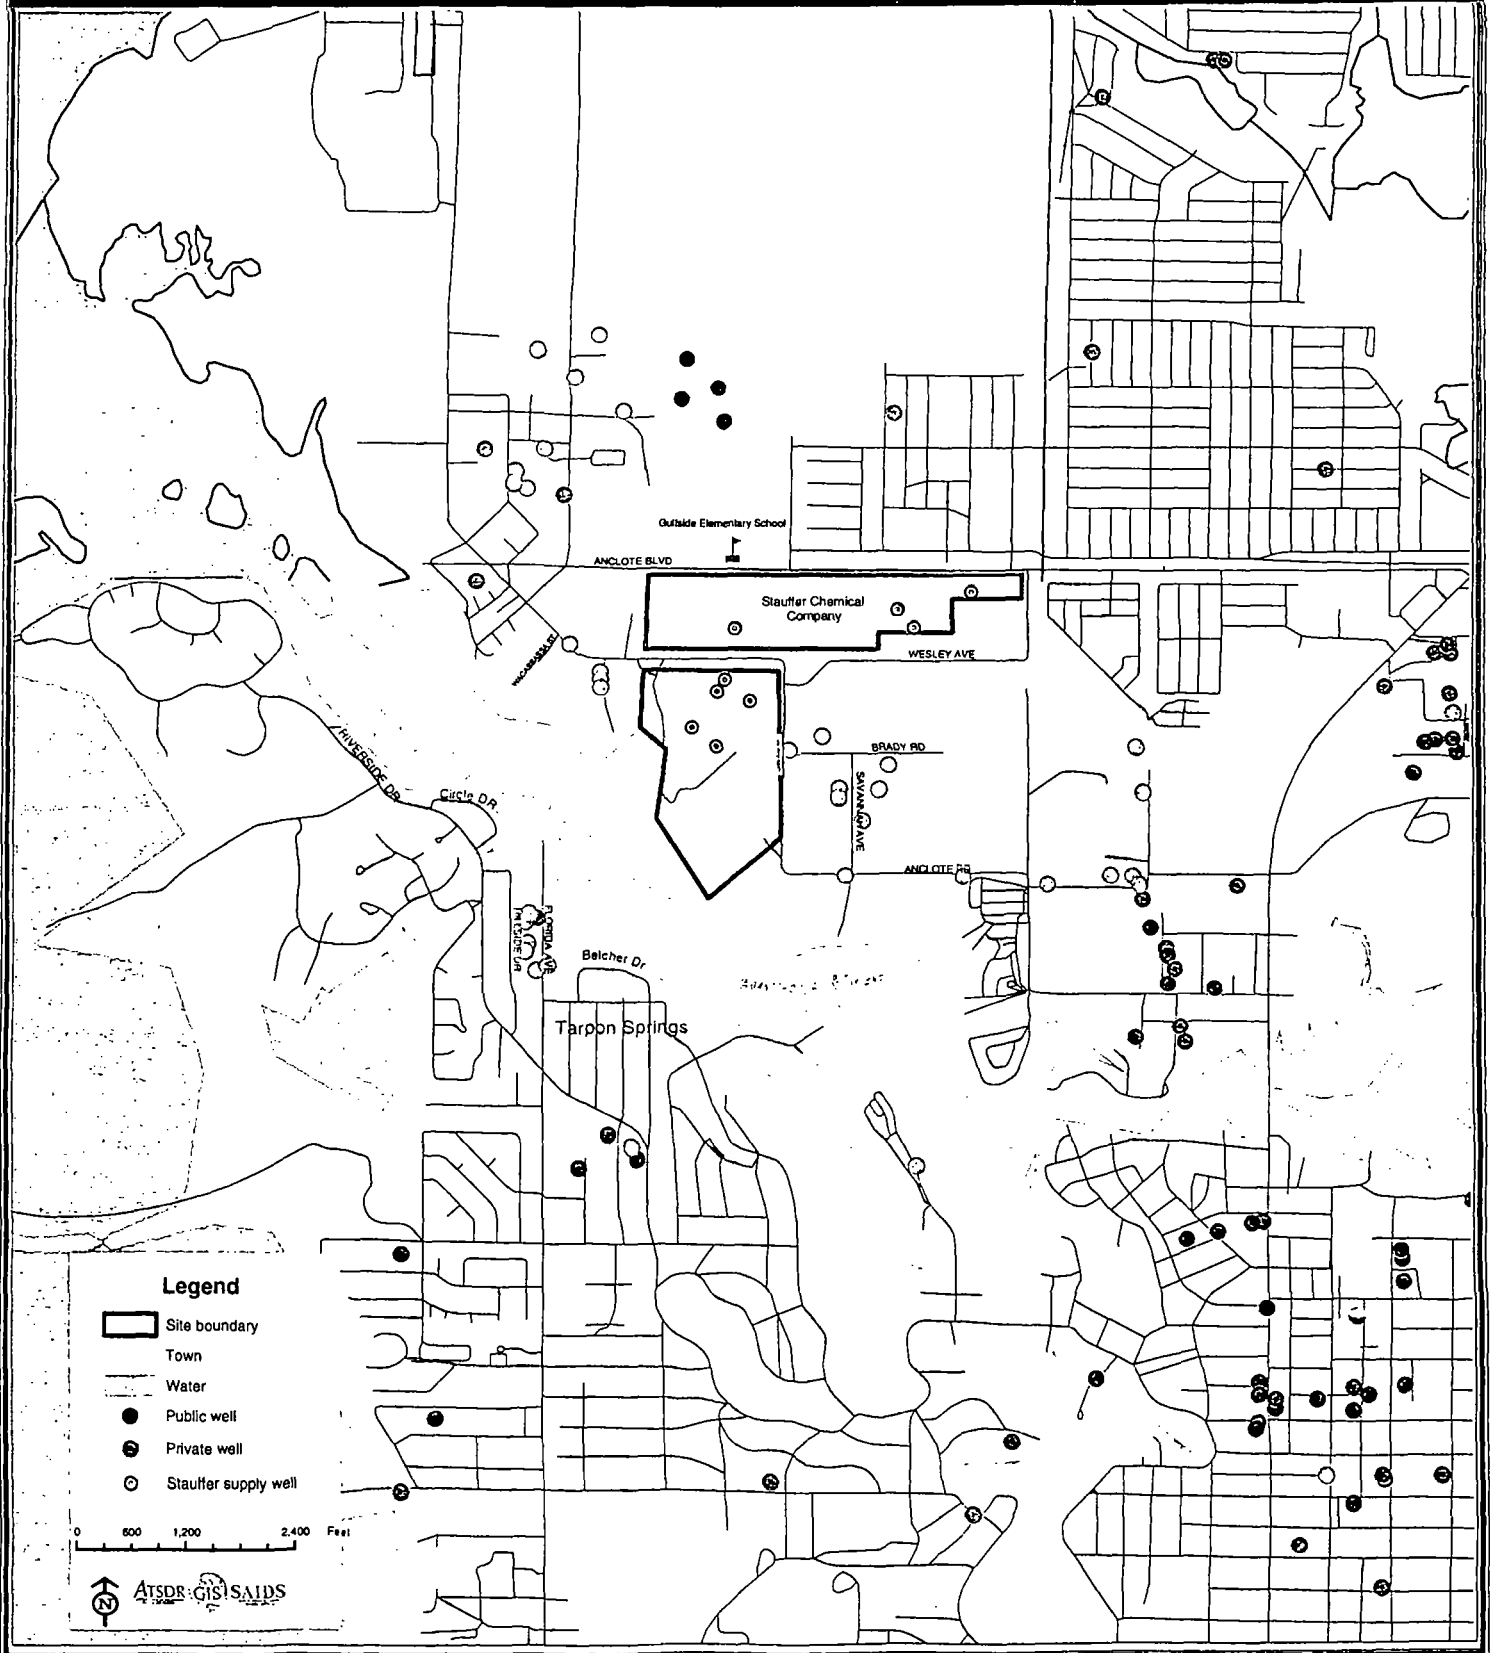 Gulfside Elementary School
ANCLOTE BLVD
Stauffer Chemical
Company
WESLEY AVE
RIVERSIDE DR
BRADY RD
SAVANNAH AVE
Circle DR
ANCLOTE RD
FLORIDA AVE
Belcher Dr
Tarpon Springs
Legend
Site boundary
Town
Water
Public well
Private well
Stauffer supply well
0 600 1,200 2,400 Feet
N
ATSDR GIS SAIDS